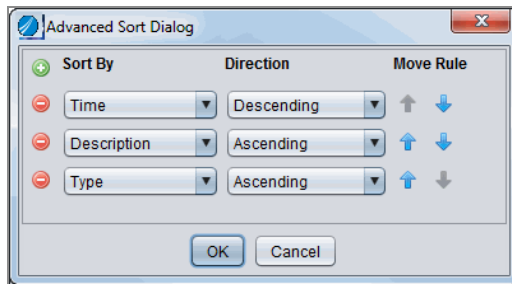 Advanced Sort Dialog
Sort By Direction Move Rule
Time Descending
Description Ascending
Type Ascending
OK Cancel